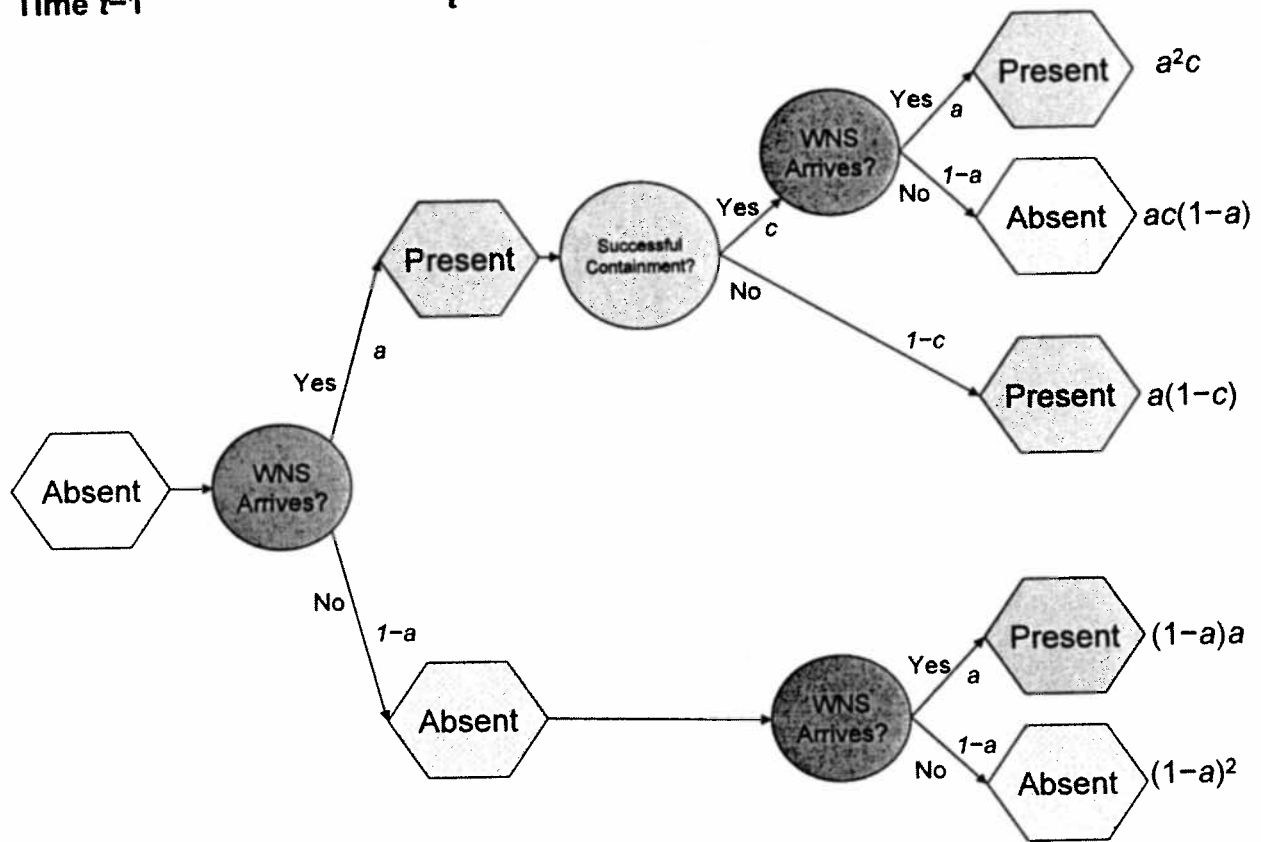 Time t−1
t
Present
a²c
Yes
a
WNS
Arrives?
1−a
No
Absent
ac(1−a)
Yes
c
Present
Successful
Containment?
No
1−c
a
Yes
Present
a(1−c)
Absent
WNS
Arrives?
No
1−a
Present
(1−a)a
Yes
a
Absent
WNS
Arrives?
1−a
No
Absent
(1−a)²